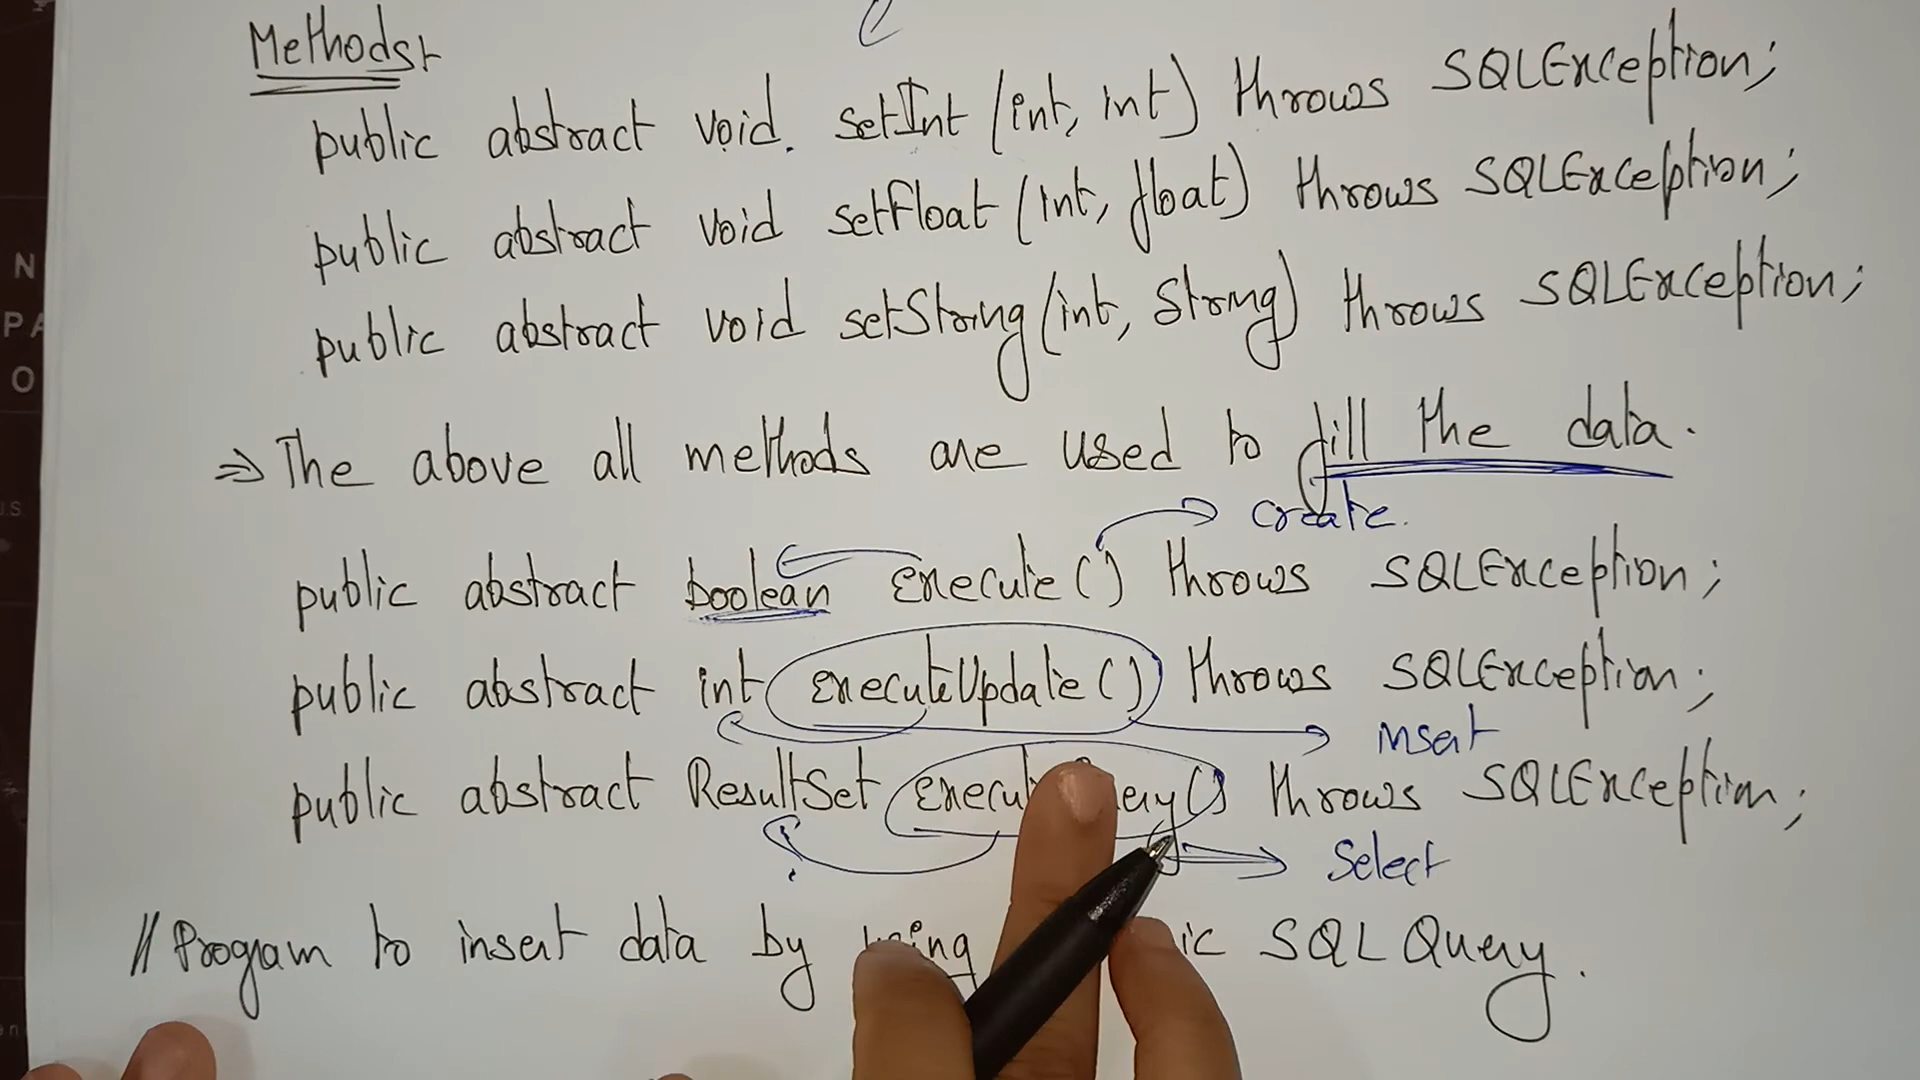 Methods:-
public abstract void. setInt (int, int) throws SQLException;
public abstract void setFloat (int, float) throws SQLException;
public abstract void setString (int, String) throws SQLException;
⇒ The above all methods are used to fill the data.
create.
public abstract boolean execute () throws SQLException;
public abstract int executeUpdate () throws SQLException;
insert
public abstract ResultSet throws SQLException;
Select
// Program to insert data by using SQL Query.
N
PA
O
U.S.